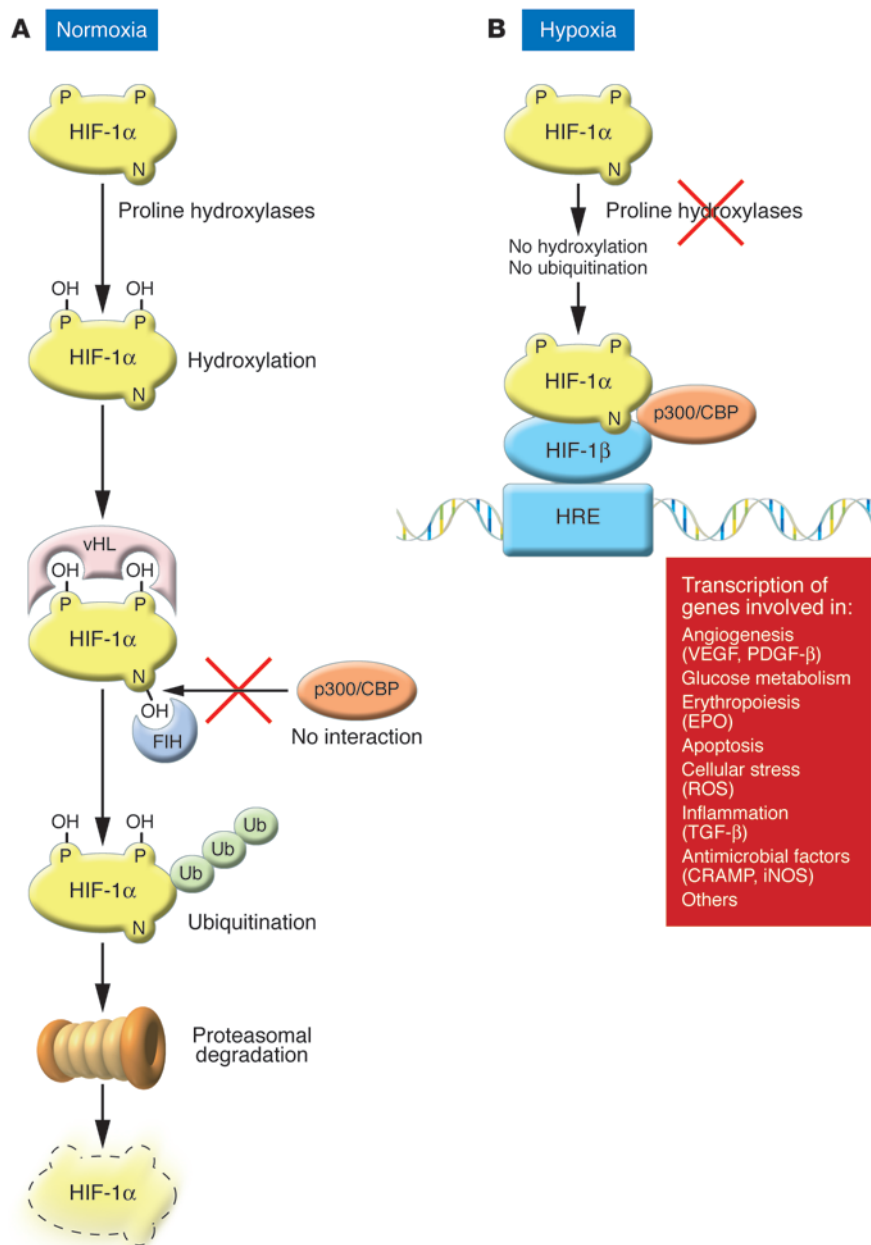 A Normoxia
P P
HIF-1α
N
Proline hydroxylases
OH OH
P P
HIF-1α
N
Hydroxylation
vHL
OH OH
P P
HIF-1α
N
OH
FIH
p300/CBP
No interaction
OH OH
P P
HIF-1α
N
Ub
Ub
Ub
Ubiquitination
Proteasomal
degradation
HIF-1α
B Hypoxia
P P
HIF-1α
N
Proline hydroxylases
No hydroxylation
No ubiquitination
P P
HIF-1α
N
p300/CBP
HIF-1β
HRE
Transcription of
genes involved in:
Angiogenesis
(VEGF, PDGF-β)
Glucose metabolism
Erythropoiesis
(EPO)
Apoptosis
Cellular stress
(ROS)
Inflammation
(TGF-β)
Antimicrobial factors
(CRAMP, iNOS)
Others